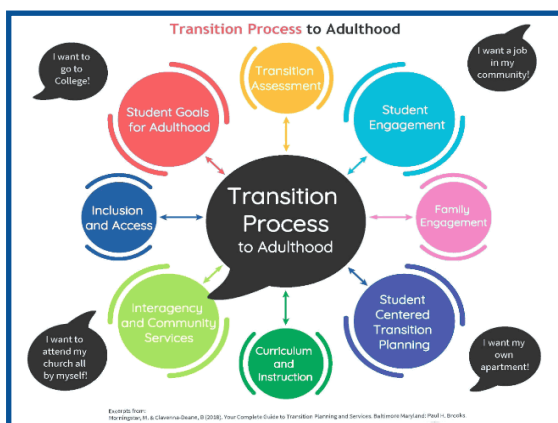 Transition Process to Adulthood
I want to
go to
College!
Transition
Assessment
I want a job
in my
community!
Student Goals
for Adulthood
Student
Engagement
Inclusion
and Access
Transition
Process
to Adulthood
Family
Engagement
Interagency
and Community
Services
Student
Centered
Transition
Planning
I want to
attend my
church all
by myself!
Curriculum
and
Instruction
I want my
own
apartment!
Excerpts from:
Morningstar, M. & Clavenna-Deane, B (2018). Your Complete Guide to Transition Planning and Services. Baltimore Maryland: Paul H. Brooks